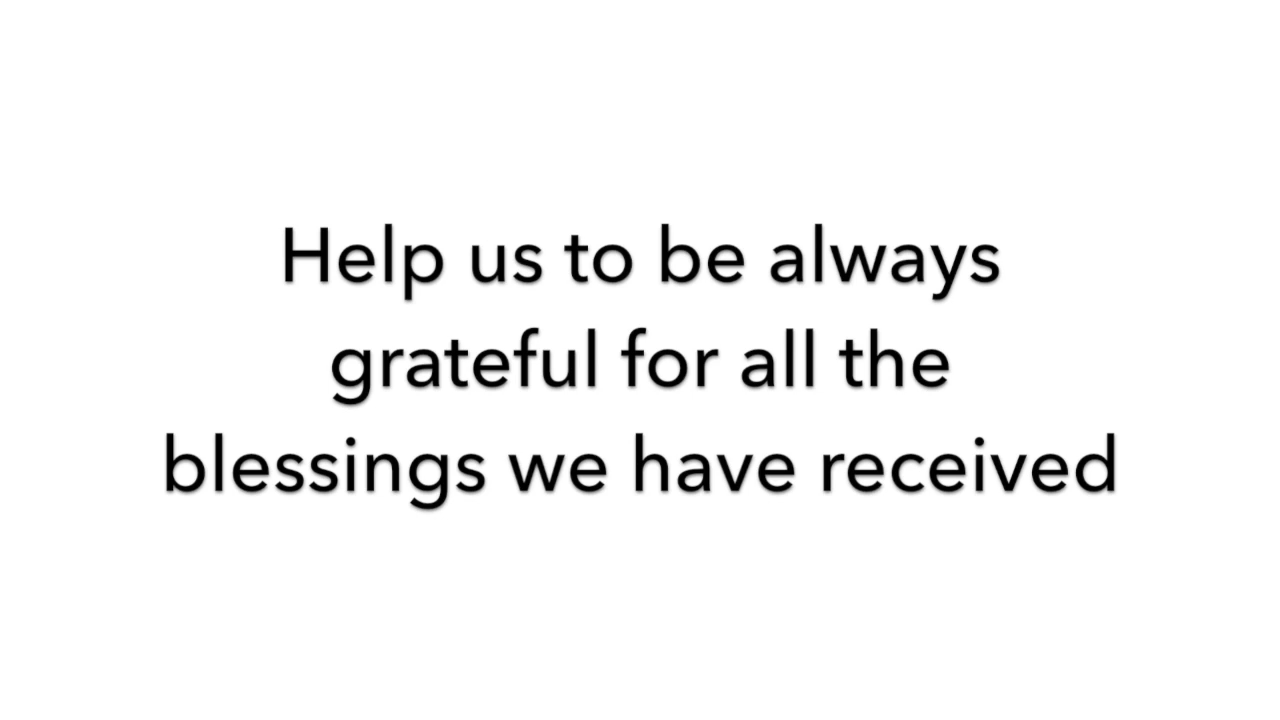 Help us to be always
grateful for all the
blessings we have received